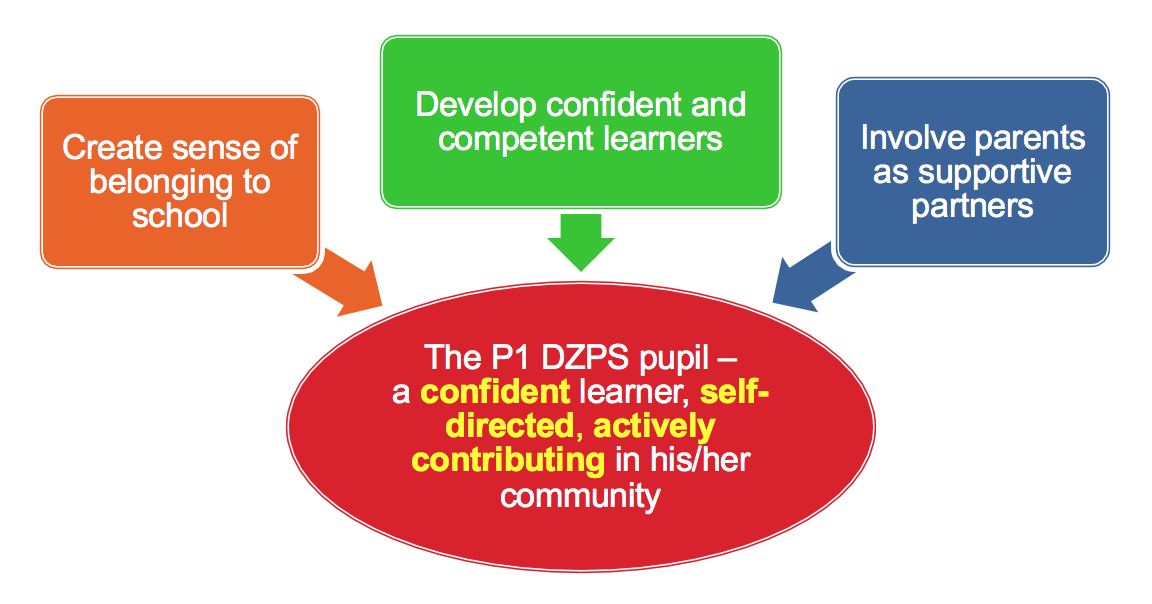 Create sense of
belonging to
school
Develop confident and
competent learners
Involve parents
as supportive
partners
The P1 DZPS pupil –
a confident learner, self-
directed, actively
contributing in his/her
community